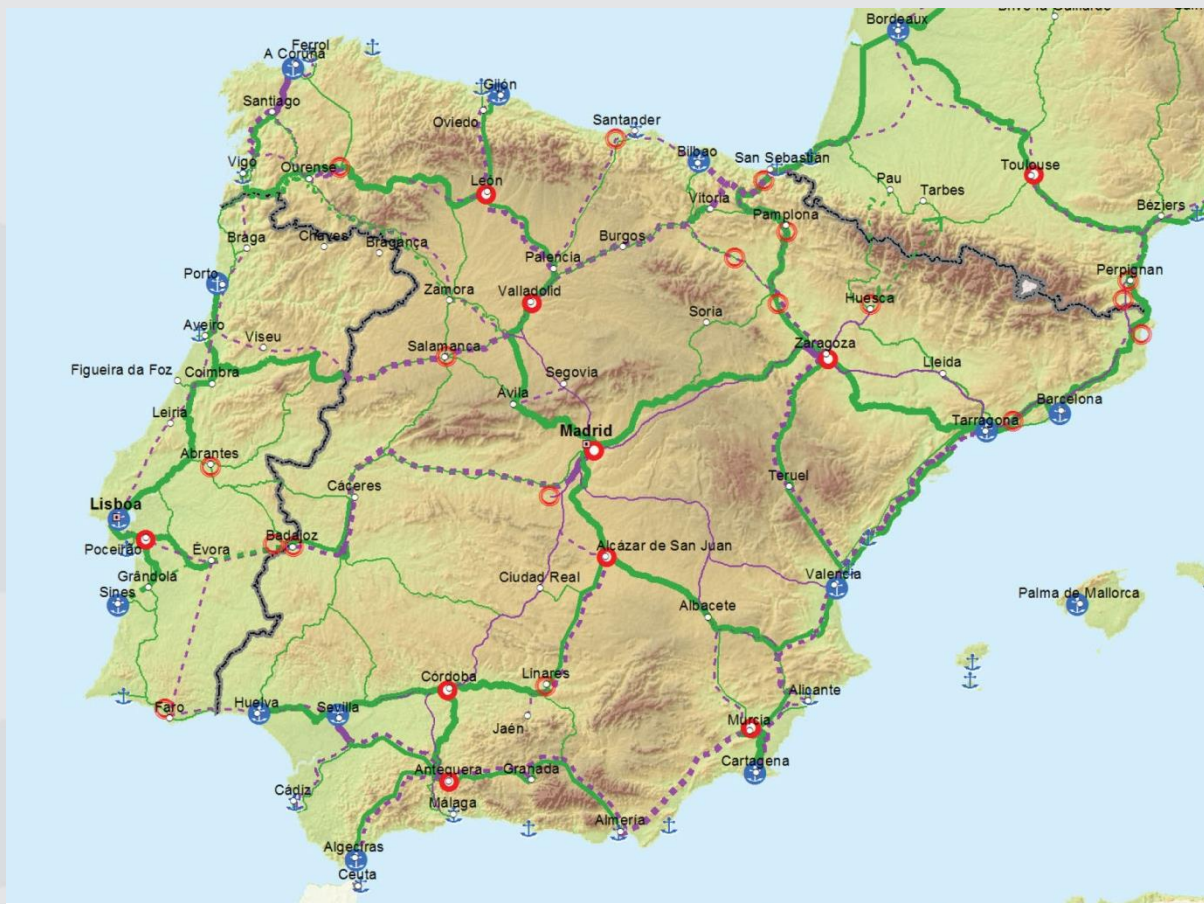 Bordeaux
Ferrol
A Coruña
Gijón
Santiago
Oviedo
Santander
Bilbao
San Sebastián
Toulouse
Vigo
Ourense
León
Pau
Tarbes
Vitoria
Béziers
Pamplona
Braga
Chaves
Bragança
Burgos
Palencia
Porto
Zamora
Valladolid
Perpignan
Soria
Huesca
Aveiro
Viseu
Salamanca
Zaragoza
Lleida
Figueira da Foz
Coimbra
Segovia
Ávila
Barcelona
Leiria
Madrid
Tarragona
Abrantes
Cáceres
Teruel
Lisboa
Badajoz
Poceirão
Évora
Alcázar de San Juan
Grândola
Ciudad Real
Valencia
Sines
Albacete
Palma de Mallorca
Córdoba
Linares
Faro
Huelva
Sevilla
Alicante
Jaén
Murcia
Cartagena
Antequera
Granada
Cádiz
Málaga
Almería
Algeciras
Ceuta